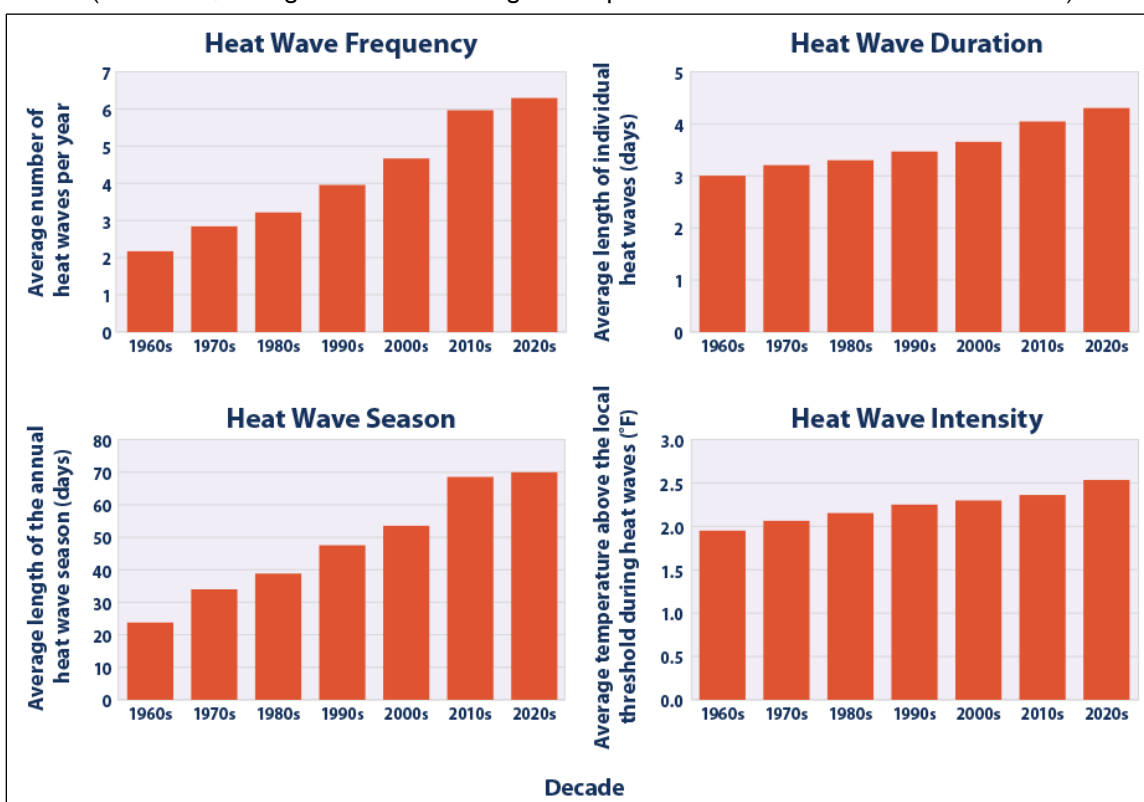 Heat Wave Frequency
Average number of
heat waves per year
7
6
5
4
3
2
1
0
1960s 1970s 1980s 1990s 2000s 2010s 2020s
Heat Wave Duration
Average length of individual
heat waves (days)
5
4
3
2
1
0
1960s 1970s 1980s 1990s 2000s 2010s 2020s
Heat Wave Season
Average length of the annual
heat wave season (days)
80
70
60
50
40
30
20
10
0
1960s 1970s 1980s 1990s 2000s 2010s 2020s
Heat Wave Intensity
Average temperature above the local
threshold during heat waves (˚F)
3.0
2.5
2.0
1.5
1.0
0.5
0.0
1960s 1970s 1980s 1990s 2000s 2010s 2020s
Decade